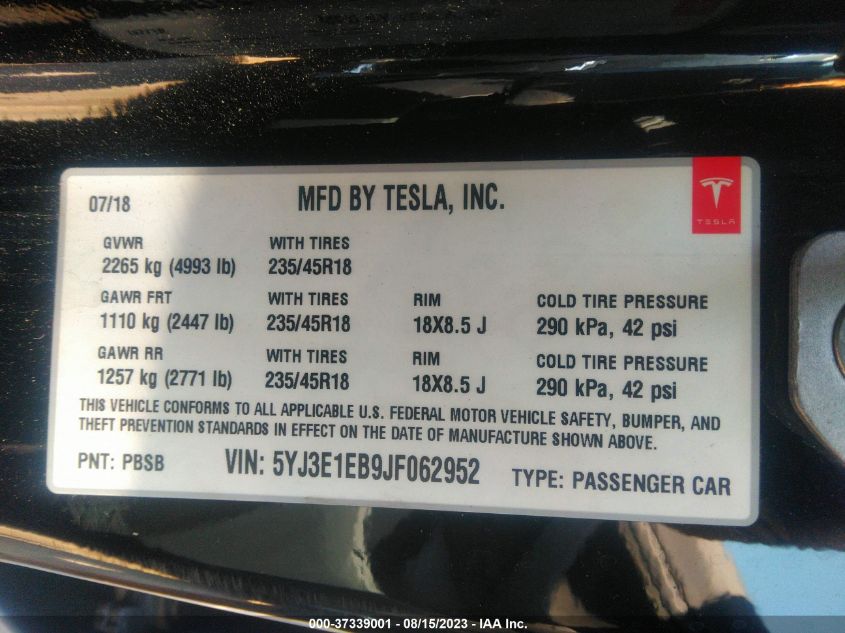 07/18 MFD BY TESLA, INC.
TESLA
GVWR WITH TIRES
2265 kg (4993 lb) 235/45R18
GAWR FRT WITH TIRES RIM COLD TIRE PRESSURE
1110 kg (2447 lb) 235/45R18 18X8.5 J 290 kPa, 42 psi
GAWR RR WITH TIRES RIM COLD TIRE PRESSURE
1257 kg (2771 lb) 235/45R18 18X8.5 J 290 kPa, 42 psi
THIS VEHICLE CONFORMS TO ALL APPLICABLE U.S. FEDERAL MOTOR VEHICLE SAFETY, BUMPER, AND
THEFT PREVENTION STANDARDS IN EFFECT ON THE DATE OF MANUFACTURE SHOWN ABOVE.
PNT: PBSB VIN: 5YJ3E1EB9JF062952 TYPE: PASSENGER CAR
000-37339001 - 08/15/2023 - IAA Inc.